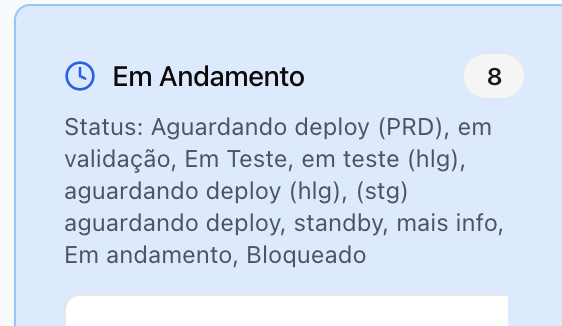 Em Andamento 8
Status: Aguardando deploy (PRD), em
validação, Em Teste, em teste (hlg),
aguardando deploy (hlg), (stg)
aguardando deploy, standby, mais info,
Em andamento, Bloqueado